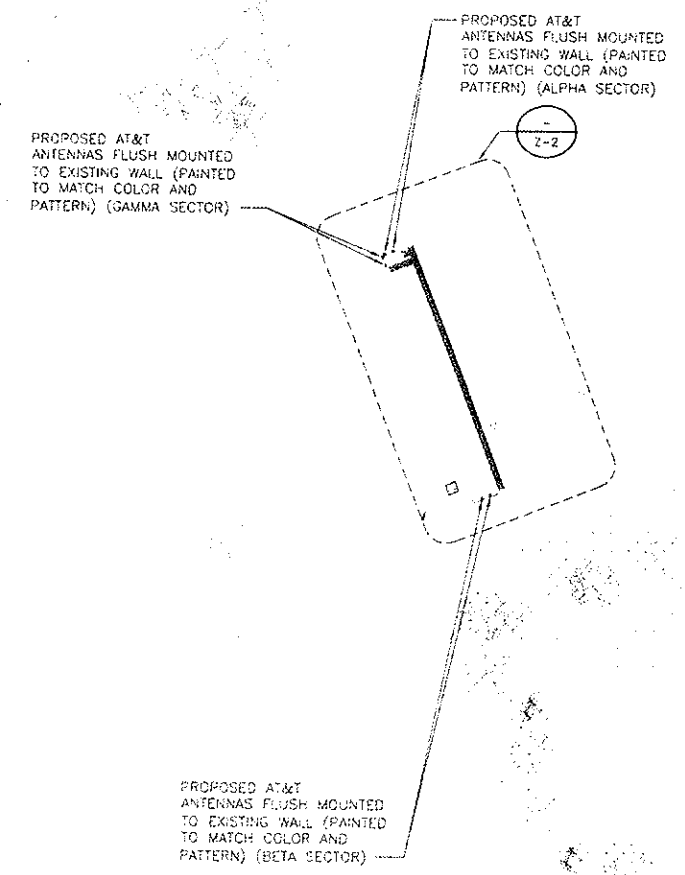 PROPOSED AT&T
ANTENNAS FLUSH MOUNTED
TO EXISTING WALL (PAINTED
TO MATCH COLOR AND
PATTERN) (ALPHA SECTOR)
-
Z-2
PROPOSED AT&T
ANTENNAS FLUSH MOUNTED
TO EXISTING WALL (PAINTED
TO MATCH COLOR AND
PATTERN) (GAMMA SECTOR)
PROPOSED AT&T
ANTENNAS FLUSH MOUNTED
TO EXISTING WALL (PAINTED
TO MATCH COLOR AND
PATTERN) (BETA SECTOR)